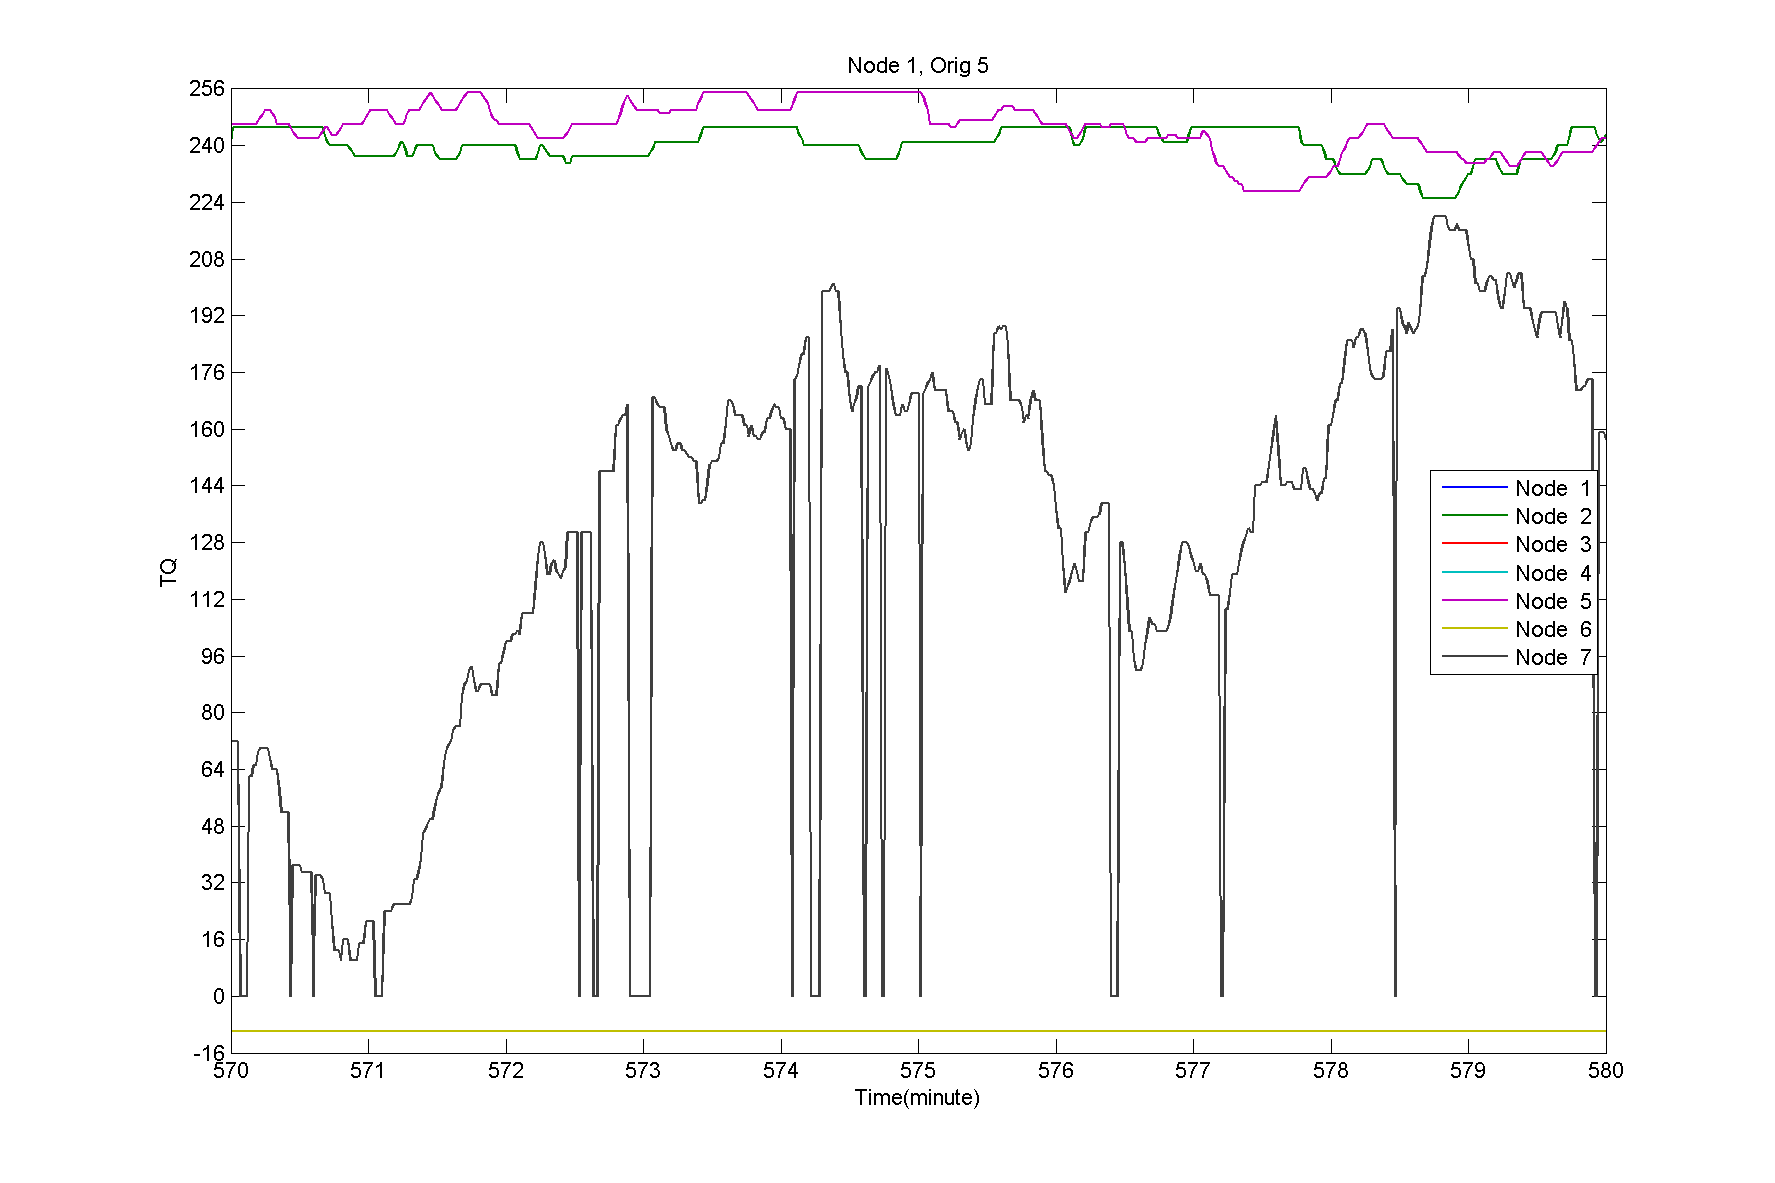 Node 1, Orig 5
256
240
224
208
192
176
160
144
128
112
96
80
64
48
32
16
0
-16
TQ
Node 1
Node 2
Node 3
Node 4
Node 5
Node 6
Node 7
570 571 572 573 574 575 576 577 578 579 580
Time(minute)